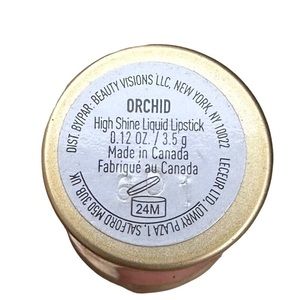 DIST. BY/PAR: BEAUTY VISIONS LLC, NEW YORK, NY 10022
LECEUR LTD, LOWRY PLAZA 1, SALFORD M50 3UB, UK
ORCHID
High Shine Liquid Lipstick
0.12 OZ. / 3.5 g
Made in Canada
Fabriqué au Canada
24M